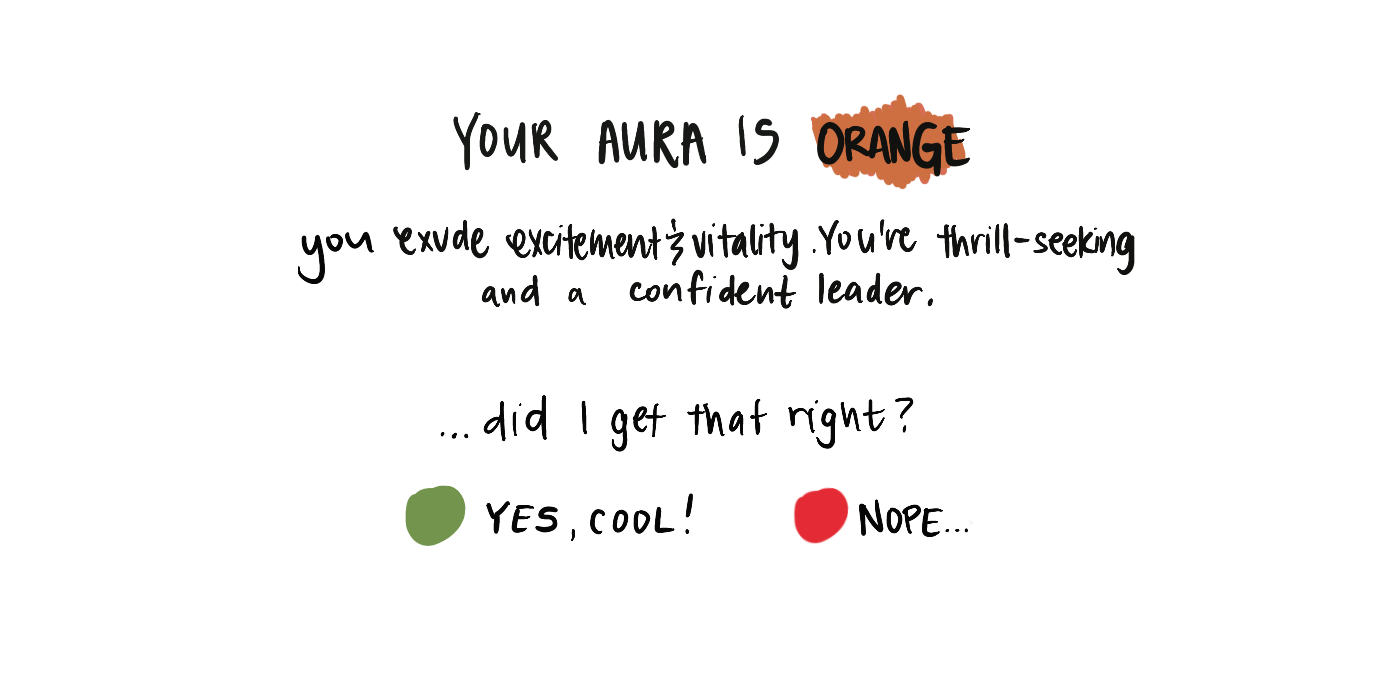 YOUR AURA IS ORANGE
you exude excitement & vitality. You're thrill-seeking
and a confident leader.
...did I get that right?
YES, COOL!
NOPE...